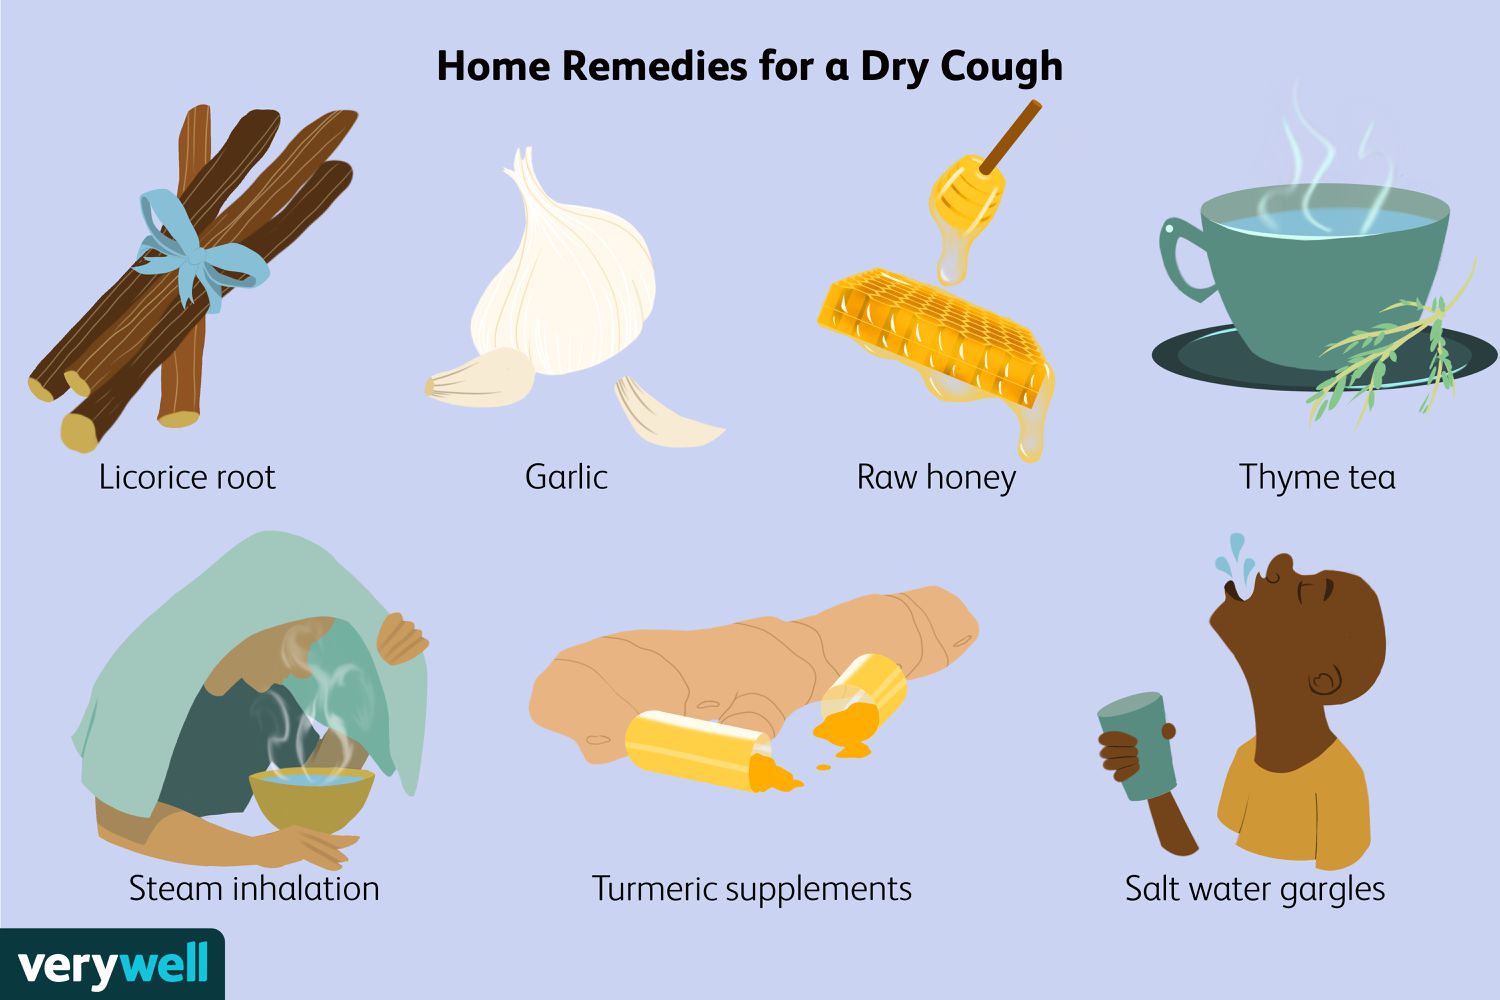 Home Remedies for a Dry Cough
Licorice root
Garlic
Raw honey
Thyme tea
Steam inhalation
Turmeric supplements
Salt water gargles
verywell